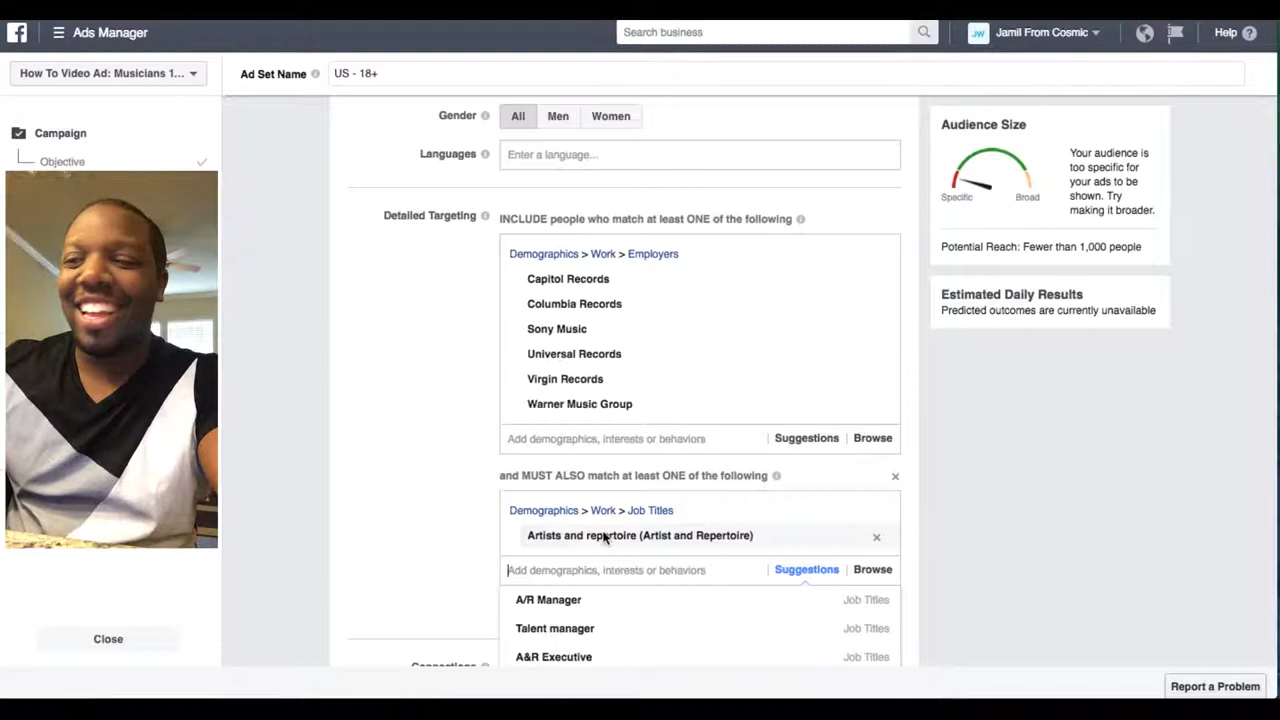 Ads Manager
Search business
JW
Jamil From Cosmic
Help ?
How To Video Ad: Musicians 1...
Ad Set Name
US - 18+
Campaign
Objective
Gender
All
Men
Women
Languages
Enter a language...
Detailed Targeting
INCLUDE people who match at least ONE of the following
Demographics > Work > Employers
Capitol Records
Columbia Records
Sony Music
Universal Records
Virgin Records
Warner Music Group
Add demographics, interests or behaviors
Suggestions
Browse
and MUST ALSO match at least ONE of the following
Demographics > Work > Job Titles
Artists and repertoire (Artist and Repertoire)
Add demographics, interests or behaviors
Suggestions
Browse
A/R Manager
Job Titles
Talent manager
Job Titles
A&R Executive
Job Titles
Connections
Audience Size
Specific
Broad
Your audience is
too specific for
your ads to be
shown. Try
making it broader.
Potential Reach: Fewer than 1,000 people
Estimated Daily Results
Predicted outcomes are currently unavailable
Close
Report a Problem